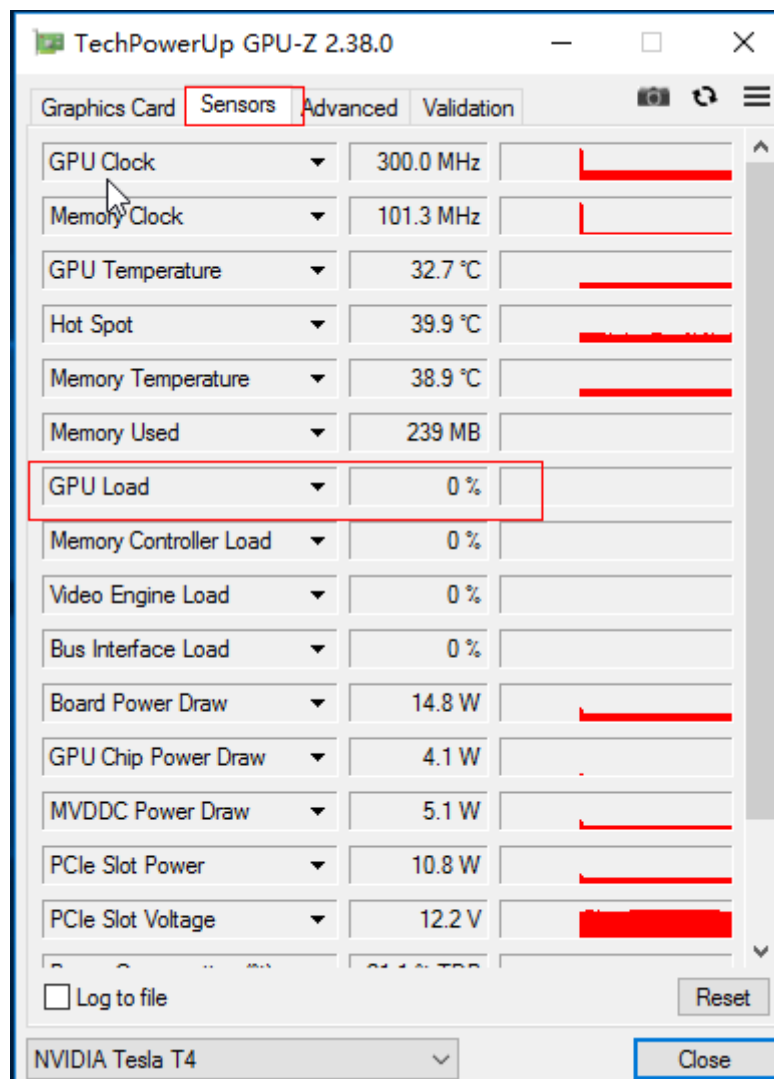 TechPowerUp GPU-Z 2.38.0
Graphics Card Sensors Advanced Validation
GPU Clock 300.0 MHz
Memory Clock 101.3 MHz
GPU Temperature 32.7 °C
Hot Spot 39.9 °C
Memory Temperature 38.9 °C
Memory Used 239 MB
GPU Load 0 %
Memory Controller Load 0 %
Video Engine Load 0 %
Bus Interface Load 0 %
Board Power Draw 14.8 W
GPU Chip Power Draw 4.1 W
MVDDC Power Draw 5.1 W
PCIe Slot Power 10.8 W
PCIe Slot Voltage 12.2 V
Log to file Reset
NVIDIA Tesla T4 Close